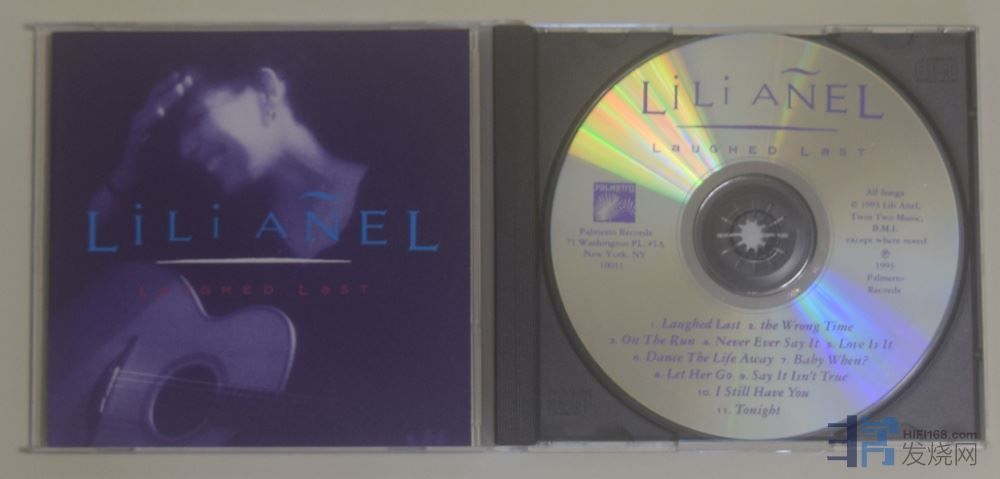 LiLi AÑEL
LAUGHED LAST
LiLi AÑEL
LAUGHED LAST
PALMETTO
Palmetto Records
71 Washington PL. #1A
New York, NY
10011
All Songs
© 1993 Lili Añel,
Twin Two Music,
B.M.I.
except where noted
℗
1993
Palmetto
Records
1. Laughed Last 2. the Wrong Time
3. On The Run 4. Never Ever Say It 5. Love Is It
6. Dance The Life Away 7. Baby When?
8. Let Her Go 9. Say It Isn't True
10. I Still Have You
11. Tonight
HIFI168.com
发烧网